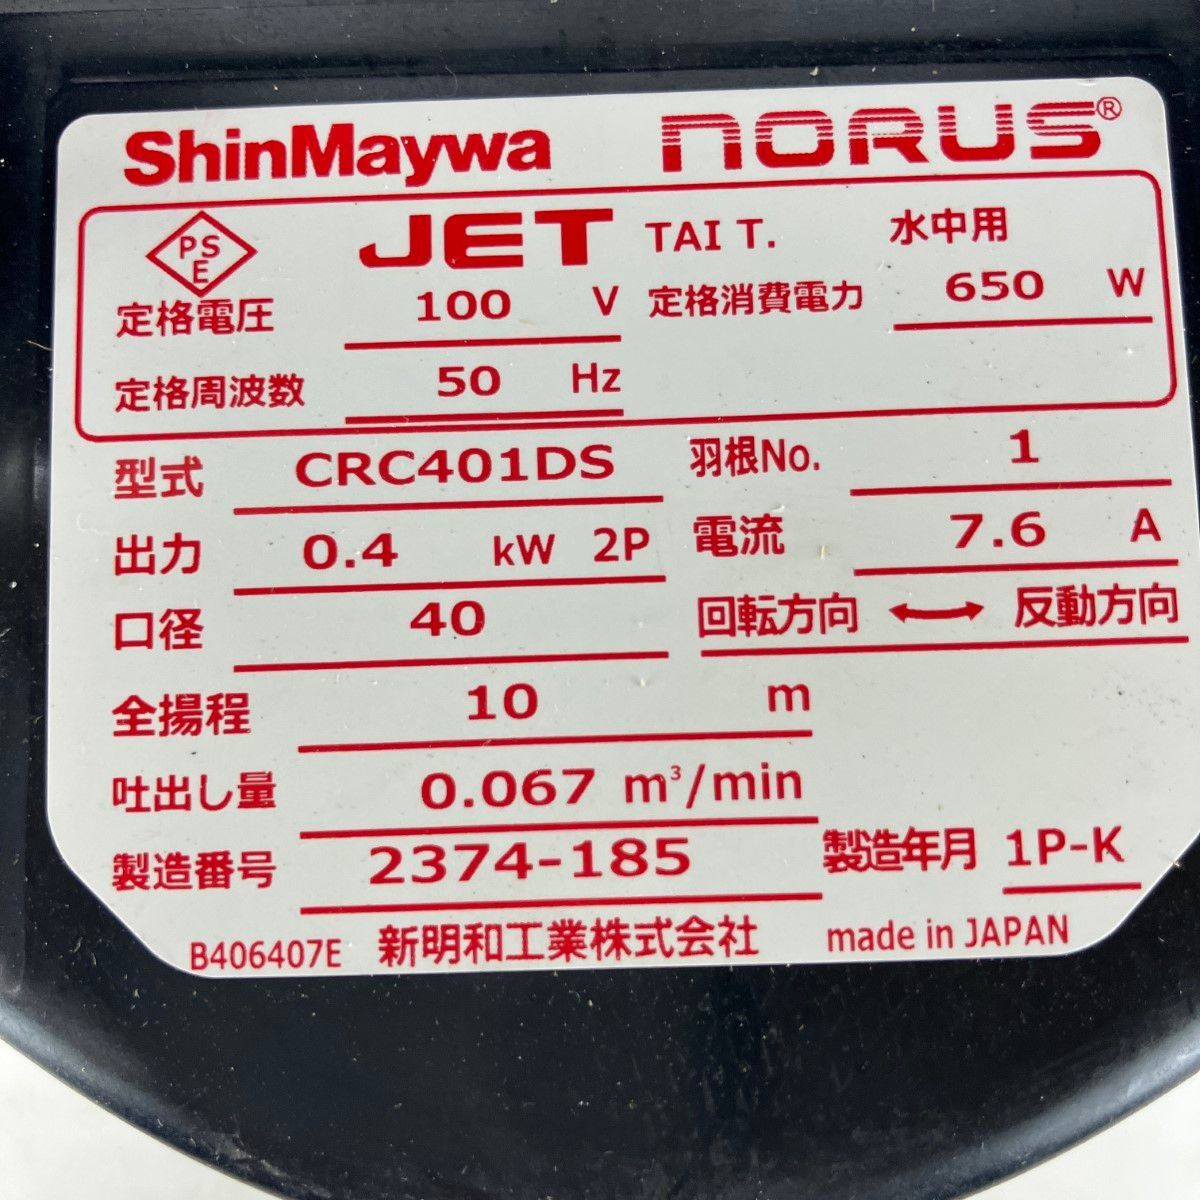 ShinMaywa NORUS®
PSE JET TAI T. 水中用
定格電圧 100 V 定格消費電力 650 W
定格周波数 50 Hz
型式 CRC401DS 羽根No. 1
出力 0.4 kW 2P 電流 7.6 A
口径 40 回転方向 ↔ 反動方向
全揚程 10 m
吐出し量 0.067 m³/min
製造番号 2374-185 製造年月 1P-K
B406407E 新明和工業株式会社 made in JAPAN